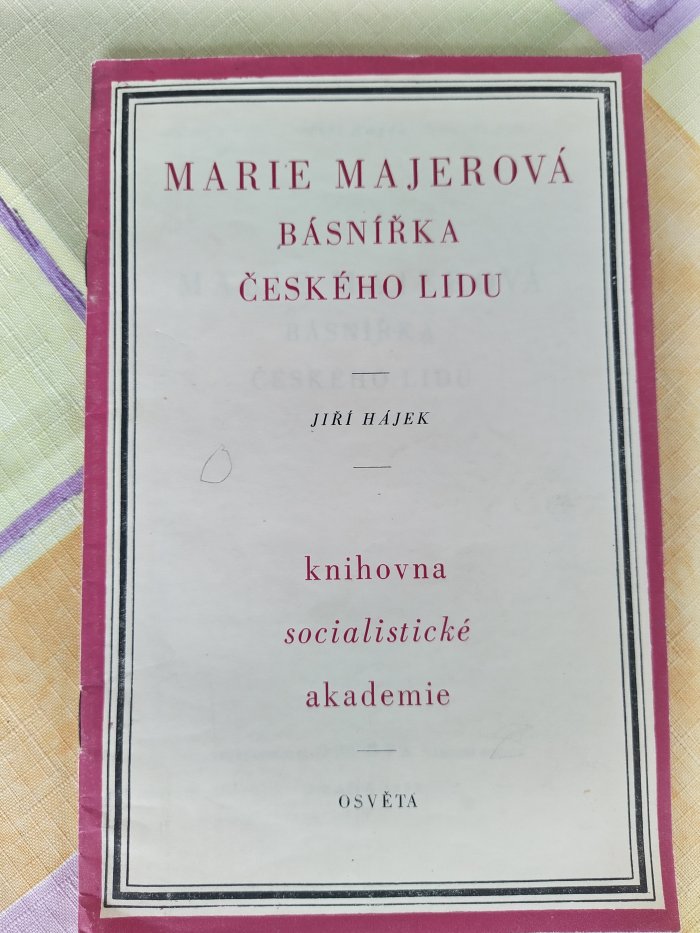 MARIE MAJEROVÁ
BÁSNÍŘKA
ČESKÉHO LIDU
JIŘÍ HÁJEK
knihovna
socialistické
akademie
OSVĚTA